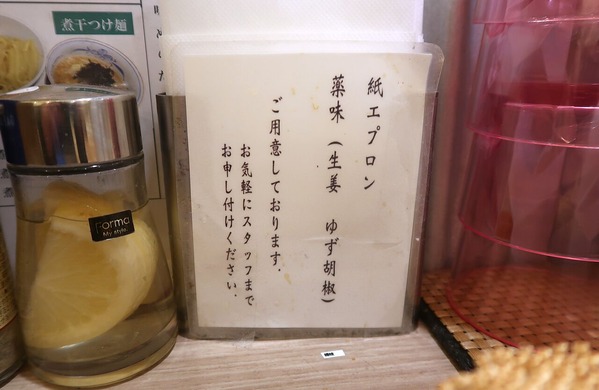 煮干つけ麺
紙エプロン
薬味（生姜　ゆず胡椒）
ご用意しております．
お気軽にスタッフまで
お申し付けください．
Forma
My style.